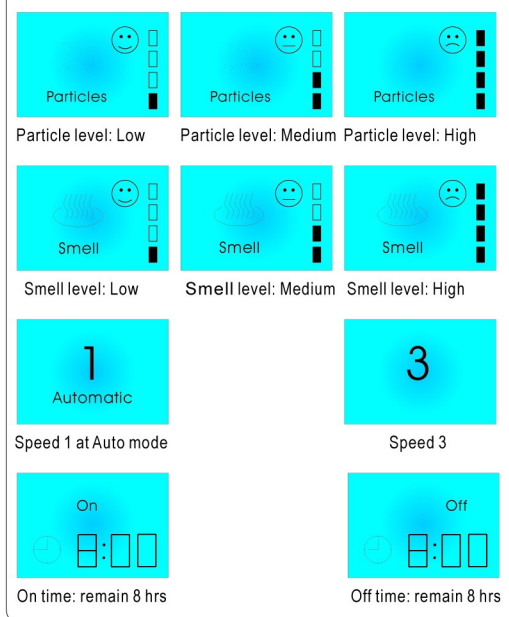 Particles Particles Particles
Particle level: Low Particle level: Medium Particle level: High
Smell Smell Smell
Smell level: Low Smell level: Medium Smell level: High
1 3
Automatic
Speed 1 at Auto mode Speed 3
On Off
8:00 8:00
On time: remain 8 hrs Off time: remain 8 hrs